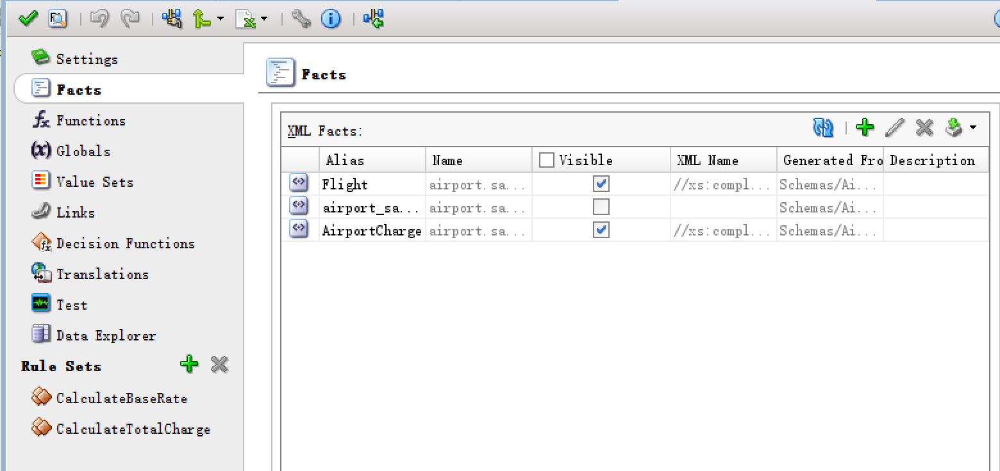 Settings
Facts
Functions
Globals
Value Sets
Links
Decision Functions
Translations
Test
Data Explorer
Rule Sets
CalculateBaseRate
CalculateTotalCharge
Facts
XML Facts:
Alias Name Visible XML Name Generated Fro Description
Flight airport.sa... //xs:compl... Schemas/Ai...
airport_sa... airport.sa... Schemas/Ai...
AirportCharge airport.sa... //xs:compl... Schemas/Ai...